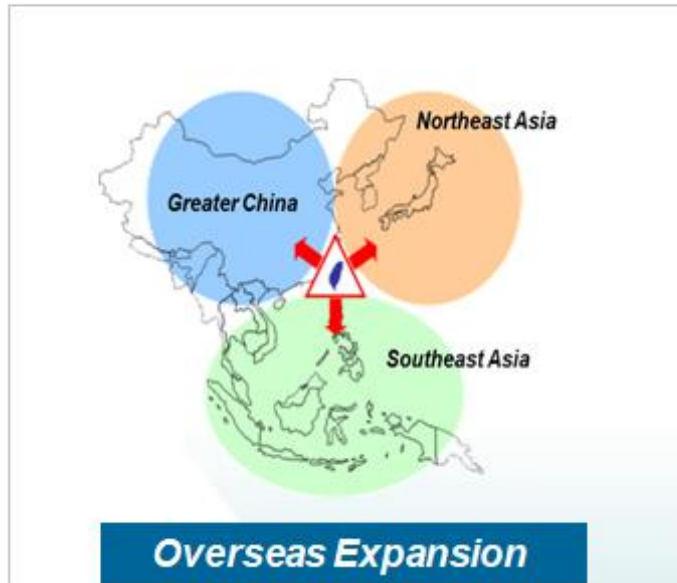 Northeast Asia
Greater China
Southeast Asia
Overseas Expansion